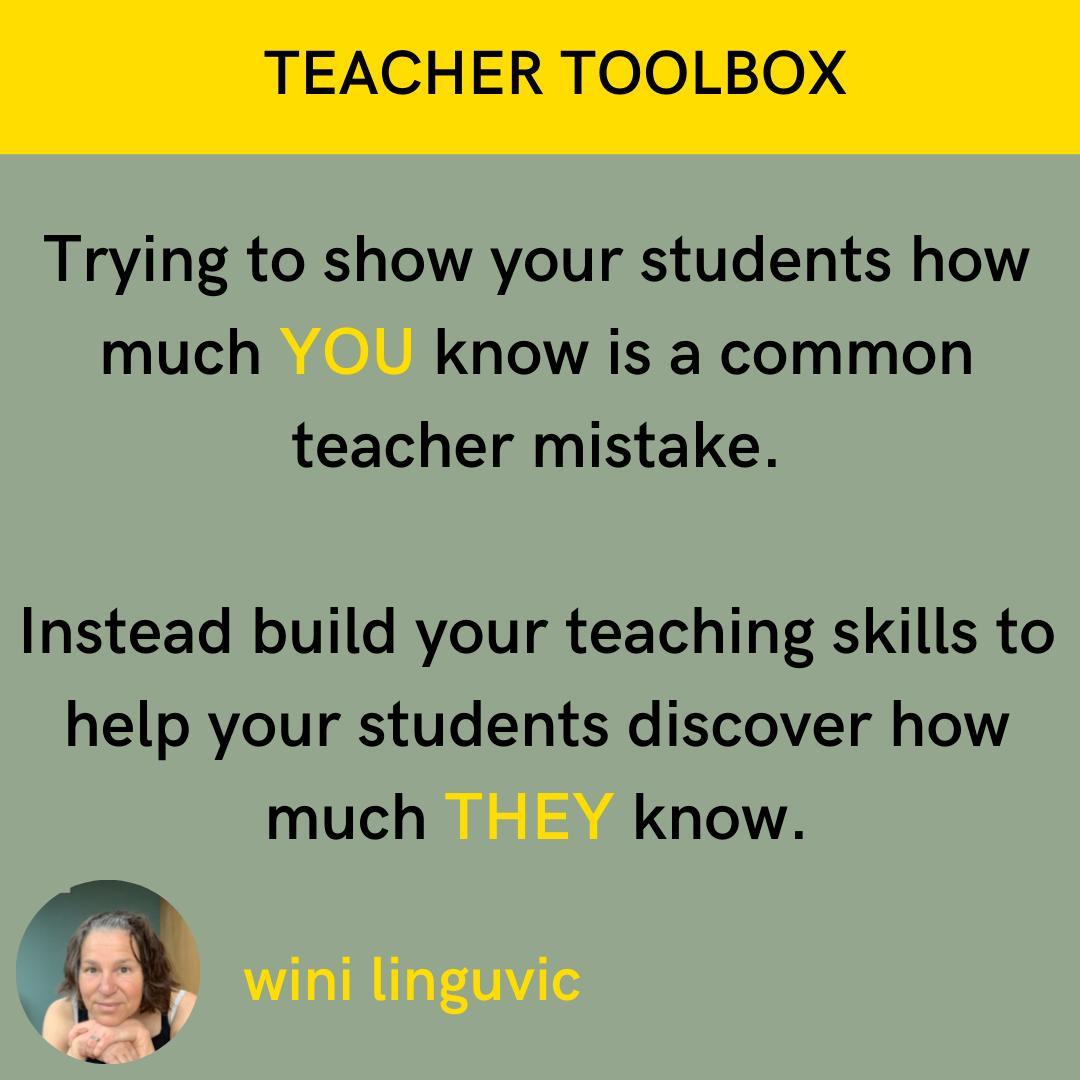 TEACHER TOOLBOX
Trying to show your students how
much YOU know is a common
teacher mistake.
Instead build your teaching skills to
help your students discover how
much THEY know.
wini linguvic